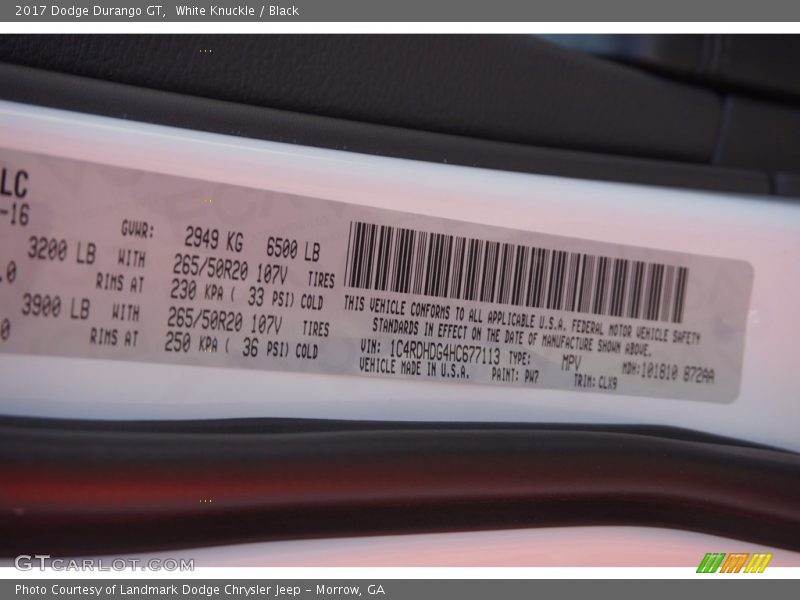 2017 Dodge Durango GT, White Knuckle / Black
LC
-16
GVWR: 2949 KG 6500 LB
3200 LB WITH 265/50R20 107V TIRES
.0 RIMS AT 230 KPA ( 33 PSI) COLD
3900 LB WITH 265/50R20 107V TIRES
0 RIMS AT 250 KPA ( 36 PSI) COLD
THIS VEHICLE CONFORMS TO ALL APPLICABLE U.S.A. FEDERAL MOTOR VEHICLE SAFETY
STANDARDS IN EFFECT ON THE DATE OF MANUFACTURE SHOWN ABOVE.
VIN: 1C4RDHDG4HC677113 TYPE: MPV MDH:101810 872AA
VEHICLE MADE IN U.S.A. PAINT: PW7 TRIM: CLX9
GTCARLOT.COM
Photo Courtesy of Landmark Dodge Chrysler Jeep – Morrow, GA